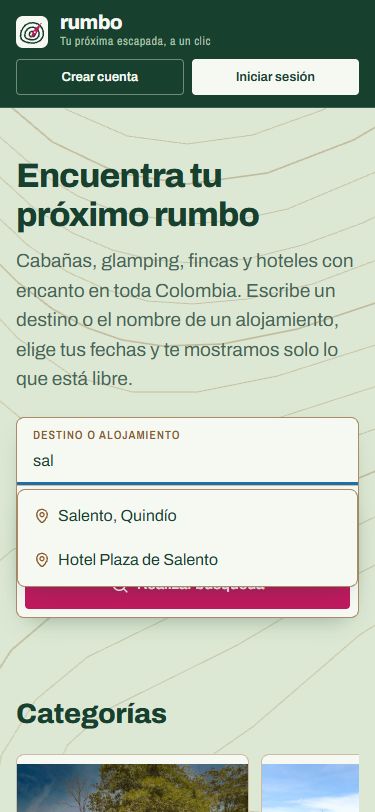 rumbo
Tu próxima escapada, a un clic
Crear cuenta
Iniciar sesión
Encuentra tu
próximo rumbo
Cabañas, glamping, fincas y hoteles con
encanto en toda Colombia. Escribe un
destino o el nombre de un alojamiento,
elige tus fechas y te mostramos solo lo
que está libre.
DESTINO O ALOJAMIENTO
sal
Salento, Quindío
Hotel Plaza de Salento
Realizar búsqueda
Categorías